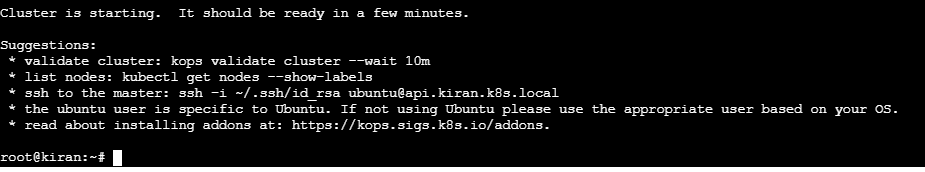 Cluster is starting.  It should be ready in a few minutes.
Suggestions:
 * validate cluster: kops validate cluster --wait 10m
 * list nodes: kubectl get nodes --show-labels
 * ssh to the master: ssh -i ~/.ssh/id_rsa ubuntu@api.kiran.k8s.local
 * the ubuntu user is specific to Ubuntu. If not using Ubuntu please use the appropriate user based on your OS.
 * read about installing addons at: https://kops.sigs.k8s.io/addons.
root@kiran:~#